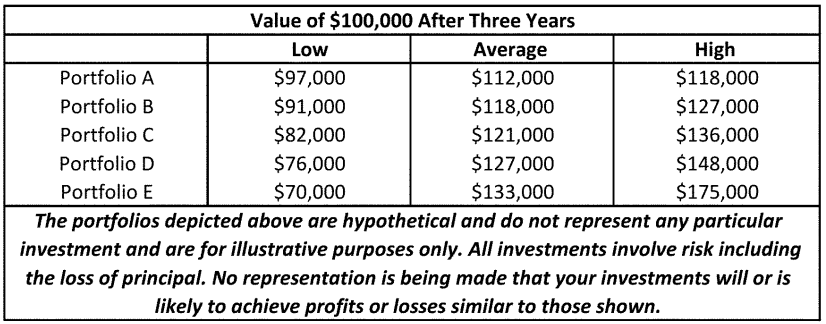 Value of $100,000 After Three Years
Low Average High
Portfolio A $97,000 $112,000 $118,000
Portfolio B $91,000 $118,000 $127,000
Portfolio C $82,000 $121,000 $136,000
Portfolio D $76,000 $127,000 $148,000
Portfolio E $70,000 $133,000 $175,000
The portfolios depicted above are hypothetical and do not represent any particular
investment and are for illustrative purposes only. All investments involve risk including
the loss of principal. No representation is being made that your investments will or is
likely to achieve profits or losses similar to those shown.